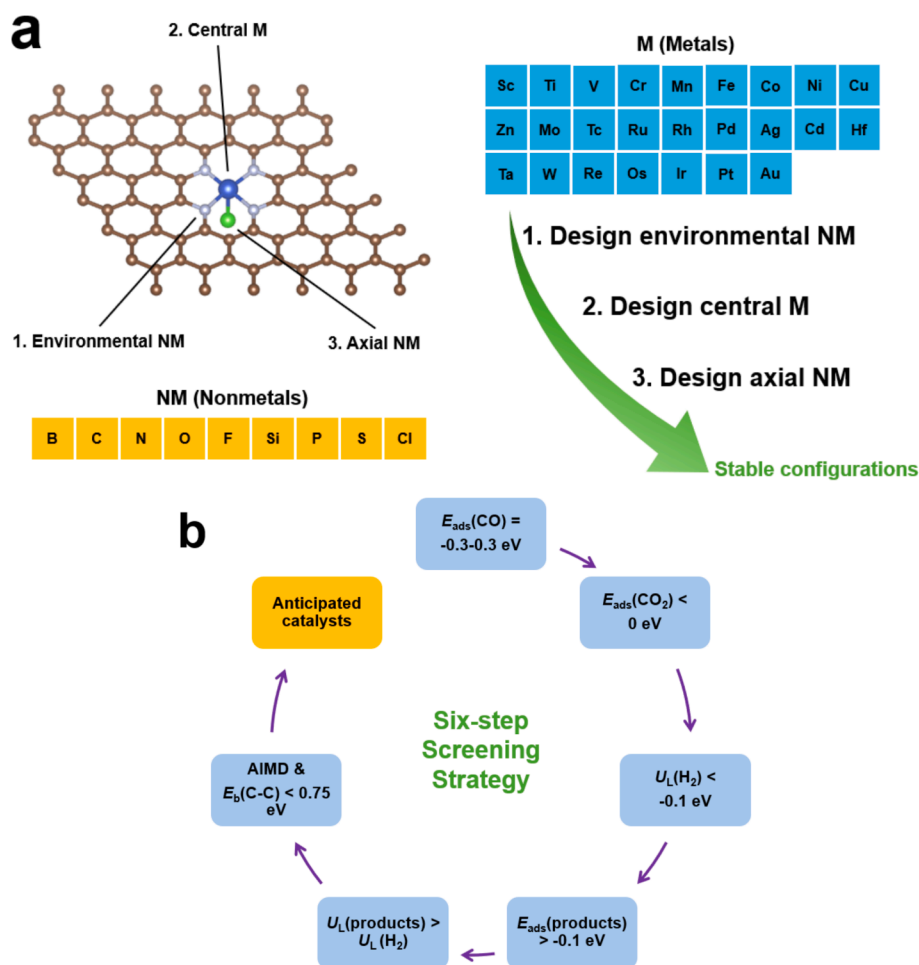 a
2. Central M
1. Environmental NM
3. Axial NM
NM (Nonmetals)
B C N O F Si P S Cl
M (Metals)
Sc Ti V Cr Mn Fe Co Ni Cu
Zn Mo Tc Ru Rh Pd Ag Cd Hf
Ta W Re Os Ir Pt Au
1. Design environmental NM
2. Design central M
3. Design axial NM
Stable configurations
b
Eads(CO) =
-0.3-0.3 eV
Eads(CO2) <
0 eV
UL(H2) <
-0.1 eV
Eads(products)
> -0.1 eV
UL(products) >
UL(H2)
AIMD &
Eb(C-C) < 0.75
eV
Anticipated
catalysts
Six-step
Screening
Strategy